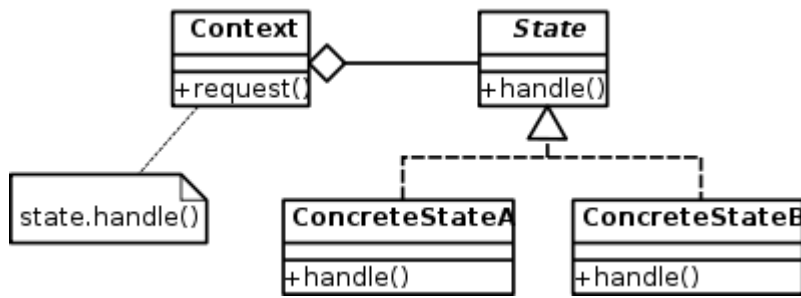 Context
+request()
State
+handle()
state.handle()
ConcreteStateA
+handle()
ConcreteStateB
+handle()